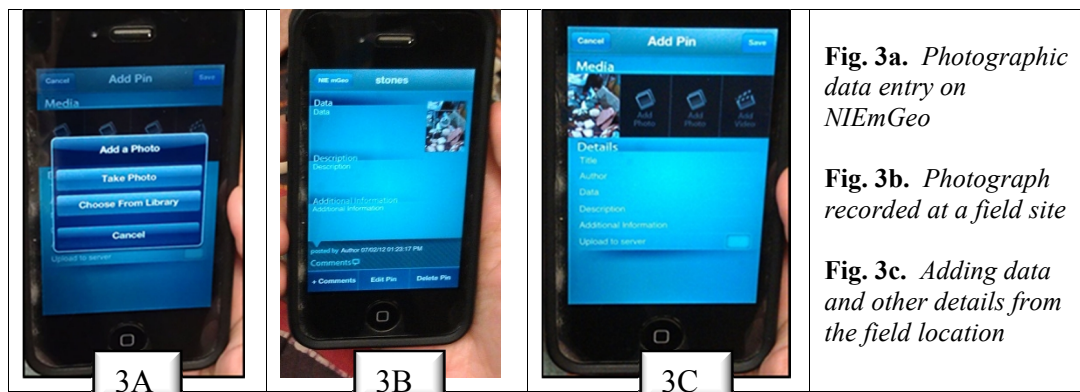 Cancel
Add Pin
Save
Media
Add a Photo
Take Photo
Choose From Library
Cancel
Upload to server
3A
NIE mGeo
stones
Data
Data
Description
Description
Additional Information
Additional Information
posted by Author 07/02/12 01:23:17 PM
Comments
+ Comments
Edit Pin
Delete Pin
3B
Cancel
Add Pin
Save
Media
Add Photo
Add Photo
Add Video
Details
Title
Author
Data
Description
Additional Information
Upload to server
3C
Fig. 3a. Photographic
data entry on
NIEmGeo
Fig. 3b. Photograph
recorded at a field site
Fig. 3c. Adding data
and other details from
the field location